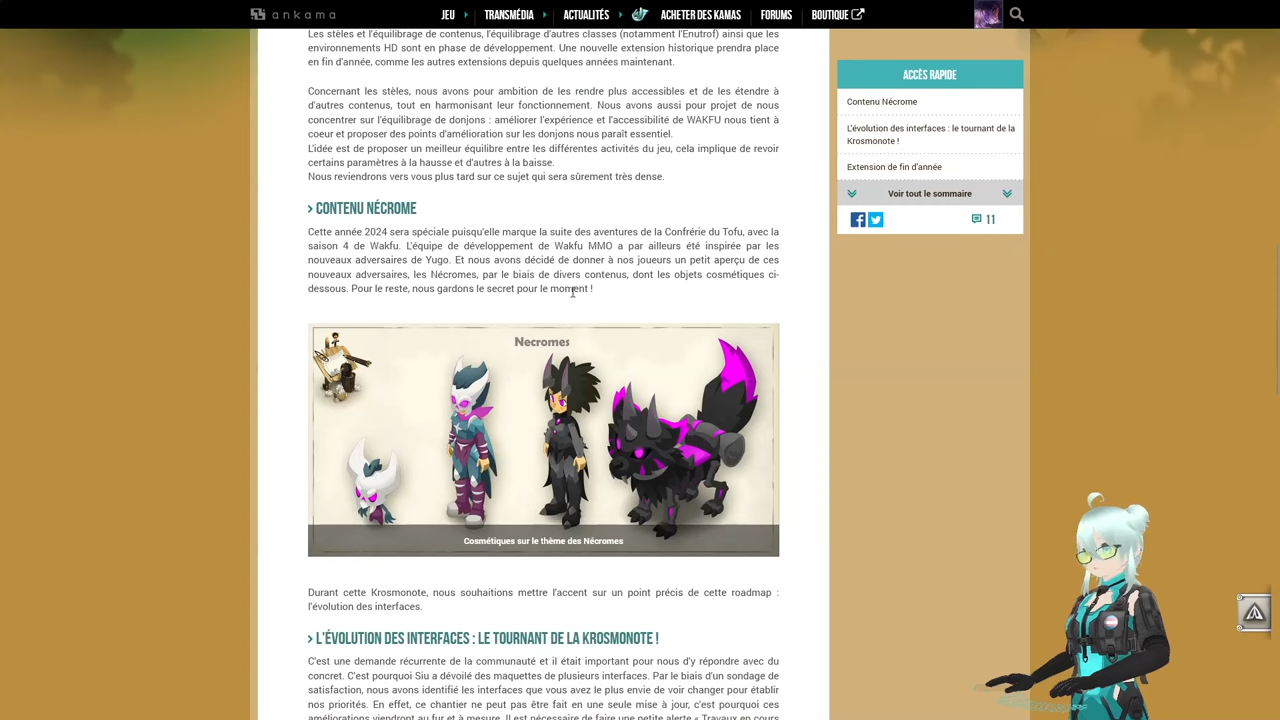 ankama
JEU
TRANSMÉDIA
ACTUALITÉS
ACHETER DES KAMAS
FORUMS
BOUTIQUE
Les stèles et l'équilibrage de contenus, l'équilibrage d'autres classes (notamment l'Enutrof) ainsi que les
environnements HD sont en phase de développement. Une nouvelle extension historique prendra place
en fin d'année, comme les autres extensions depuis quelques années maintenant.
Concernant les stèles, nous avons pour ambition de les rendre plus accessibles et de les étendre à
d'autres contenus, tout en harmonisant leur fonctionnement. Nous avons aussi pour projet de nous
concentrer sur l'équilibrage de donjons : améliorer l'expérience et l'accessibilité de WAKFU nous tient à
coeur et proposer des points d'amélioration sur les donjons nous paraît essentiel.
L'idée est de proposer un meilleur équilibre entre les différentes activités du jeu, cela implique de revoir
certains paramètres à la hausse et d'autres à la baisse.
Nous reviendrons vers vous plus tard sur ce sujet qui sera sûrement très dense.
CONTENU NÉCROME
Cette année 2024 sera spéciale puisqu'elle marque la suite des aventures de la Confrérie du Tofu, avec la
saison 4 de Wakfu. L'équipe de développement de Wakfu MMO a par ailleurs été inspirée par les
nouveaux adversaires de Yugo. Et nous avons décidé de donner à nos joueurs un petit aperçu de ces
nouveaux adversaires, les Nécromes, par le biais de divers contenus, dont les objets cosmétiques ci-
dessous. Pour le reste, nous gardons le secret pour le moment !
Necromes
Cosmétiques sur le thème des Nécromes
Durant cette Krosmonote, nous souhaitions mettre l'accent sur un point précis de cette roadmap :
l'évolution des interfaces.
L'ÉVOLUTION DES INTERFACES : LE TOURNANT DE LA KROSMONOTE !
C'est une demande récurrente de la communauté et il était important pour nous d'y répondre avec du
concret. C'est pourquoi Siu a dévoilé des maquettes de plusieurs interfaces. Par le biais d'un sondage de
satisfaction, nous avons identifié les interfaces que vous avez le plus envie de voir changer pour établir
nos priorités. En effet, ce chantier ne peut pas être fait en une seule mise à jour, c'est pourquoi ces
améliorations viendront au fur et à mesure. Il est nécessaire de faire une petite alerte « Travaux en cours
ACCÈS RAPIDE
Contenu Nécrome
L'évolution des interfaces : le tournant de la
Krosmonote !
Extension de fin d'année
Voir tout le sommaire
11